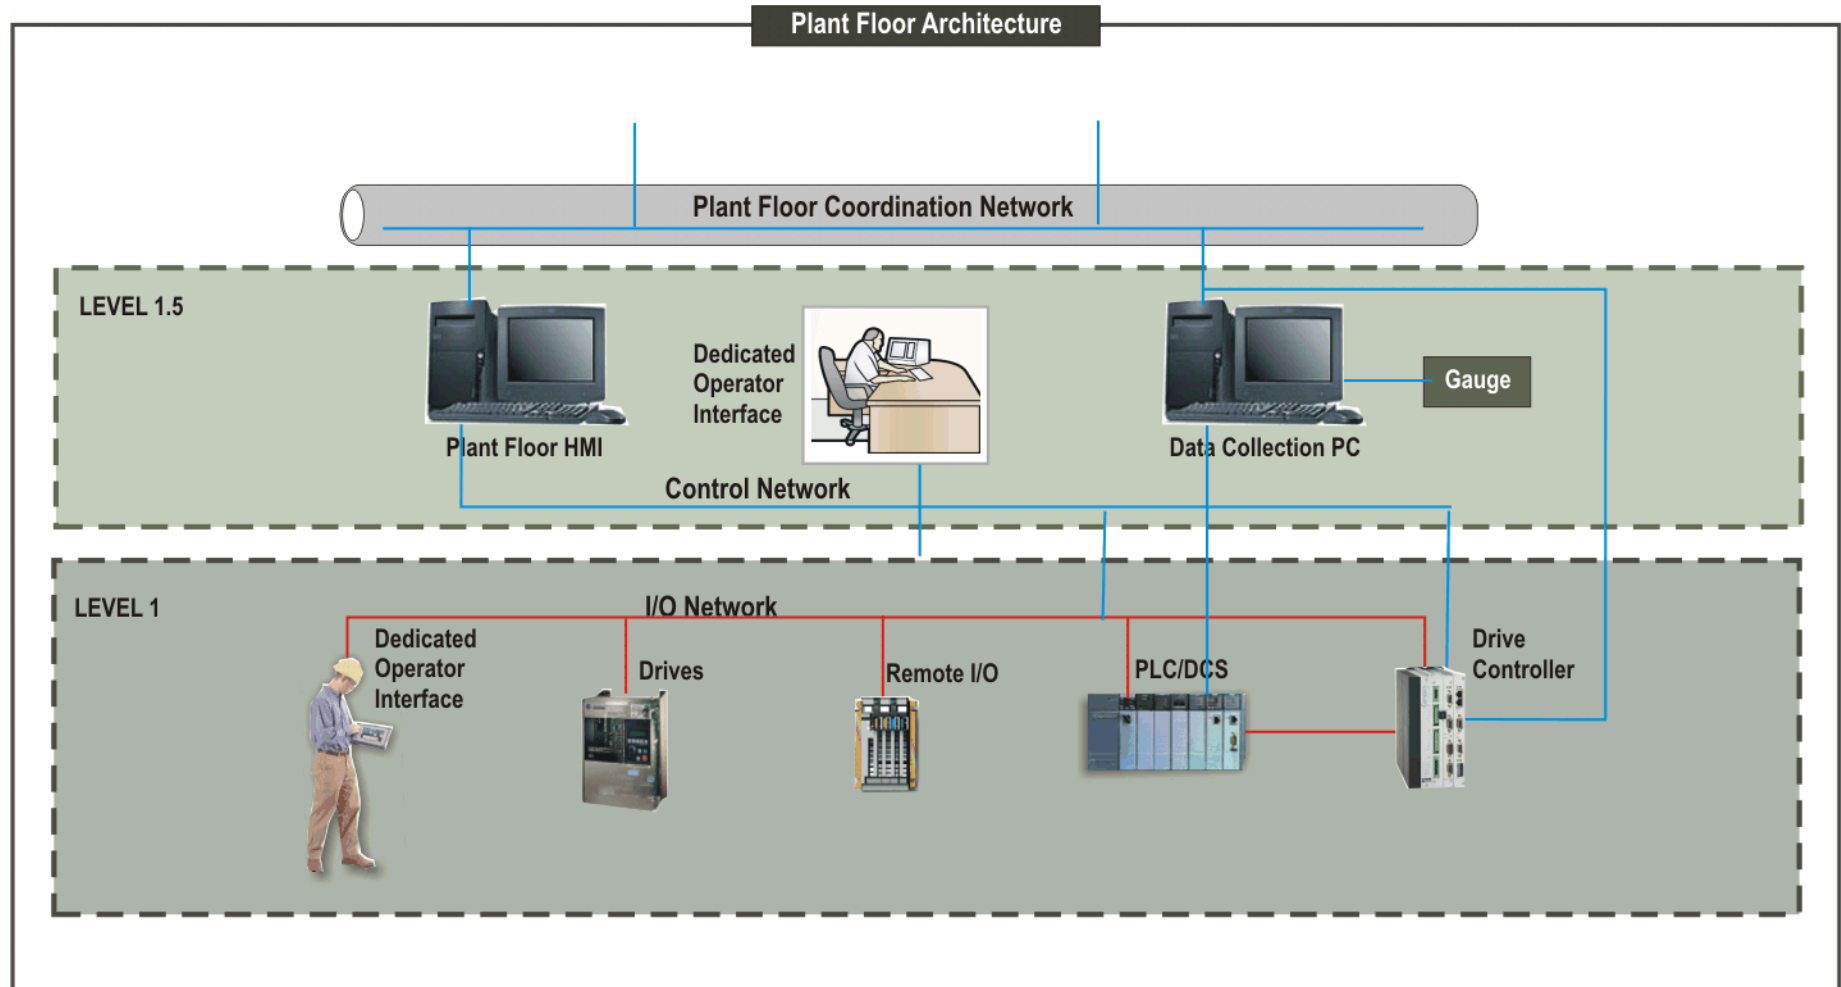 Plant Floor Architecture
Plant Floor Coordination Network
LEVEL 1.5
Dedicated
Operator
Interface
Gauge
Plant Floor HMI
Data Collection PC
Control Network
LEVEL 1
I/O Network
Dedicated
Operator
Interface
Drives
Remote I/O
PLC/DCS
Drive
Controller